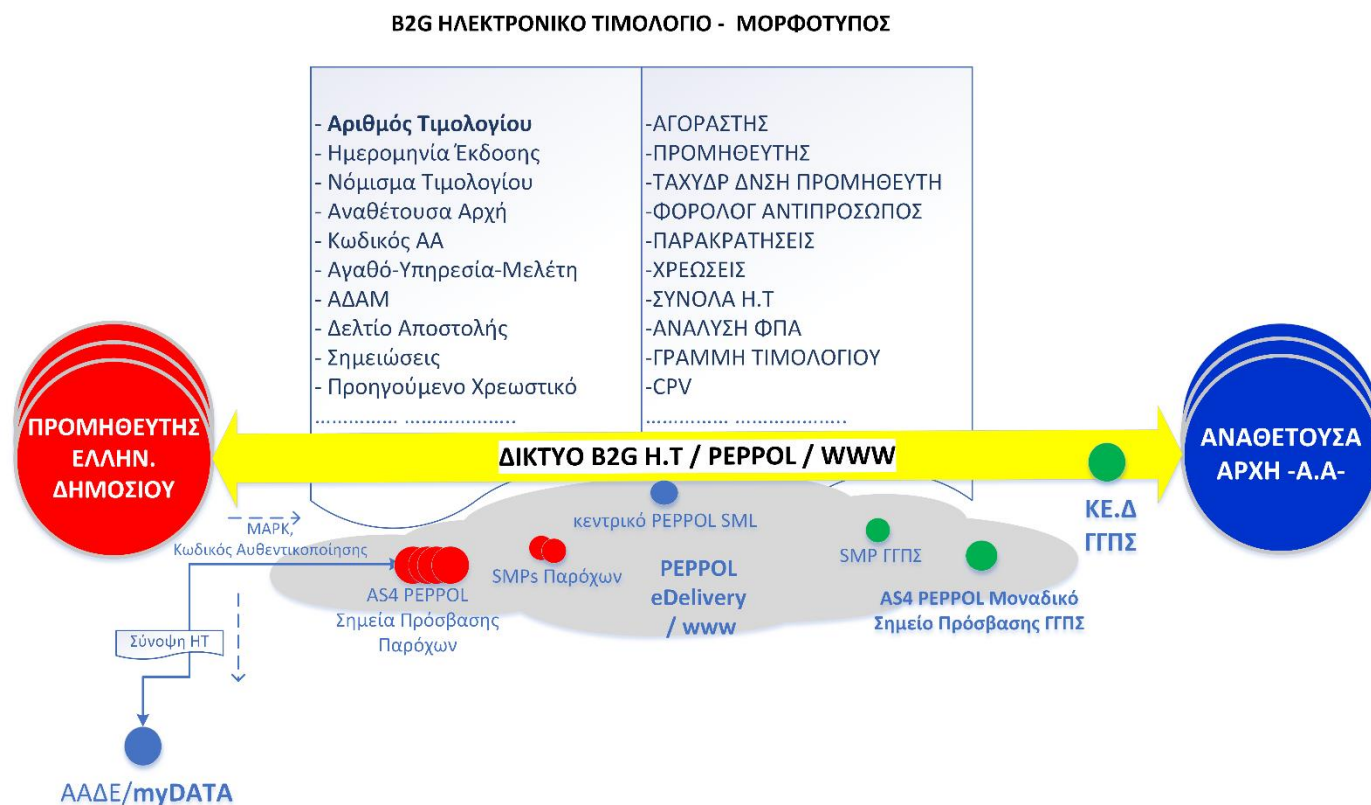 B2G ΗΛΕΚΤΡΟΝΙΚΟ ΤΙΜΟΛΟΓΙΟ - ΜΟΡΦΟΤΥΠΟΣ
- Αριθμός Τιμολογίου
- Ημερομηνία Έκδοσης
- Νόμισμα Τιμολογίου
- Αναθέτουσα Αρχή
- Κωδικός ΑΑ
- Αγαθό-Υπηρεσία-Μελέτη
- ΑΔΑΜ
- Δελτίο Αποστολής
- Σημειώσεις
- Προηγούμενο Χρεωστικό
.............. ...................
-ΑΓΟΡΑΣΤΗΣ
-ΠΡΟΜΗΘΕΥΤΗΣ
-ΤΑΧΥΔΡ ΔΝΣΗ ΠΡΟΜΗΘΕΥΤΗ
-ΦΟΡΟΛΟΓ ΑΝΤΙΠΡΟΣΩΠΟΣ
-ΠΑΡΑΚΡΑΤΗΣΕΙΣ
-ΧΡΕΩΣΕΙΣ
-ΣΥΝΟΛΑ Η.Τ
-ΑΝΑΛΥΣΗ ΦΠΑ
-ΓΡΑΜΜΗ ΤΙΜΟΛΟΓΙΟΥ
-CPV
.............. ...................
ΠΡΟΜΗΘΕΥΤΗΣ
ΕΛΛΗΝ.
ΔΗΜΟΣΙΟΥ
ΔΙΚΤΥΟ B2G Η.Τ / PEPPOL / WWW
ΑΝΑΘΕΤΟΥΣΑ
ΑΡΧΗ -Α.Α-
ΚΕ.Δ
ΓΓΠΣ
ΜΑΡΚ,
Κωδικός Αυθεντικοποίησης
κεντρικό PEPPOL SML
SMPs Παρόχων
SMP ΓΓΠΣ
PEPPOL
eDelivery
/ www
AS4 PEPPOL
Σημεία Πρόσβασης
Παρόχων
AS4 PEPPOL Μοναδικό
Σημείο Πρόσβασης ΓΓΠΣ
Σύνοψη ΗΤ
ΑΑΔΕ/myDATA